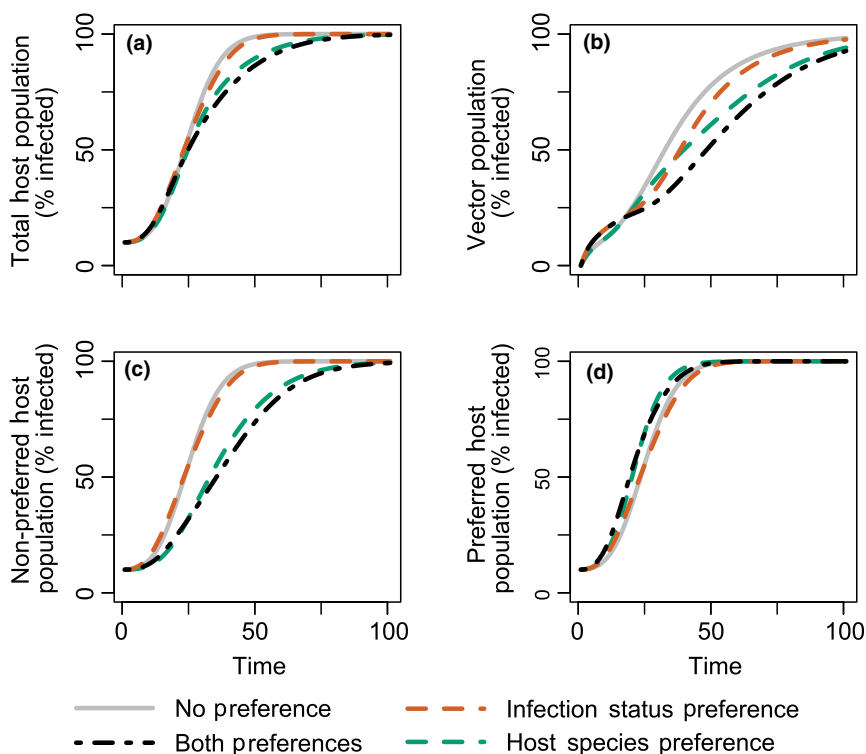 (a)
Total host population
(% infected)
0 50 100
(b)
Vector population
(% infected)
0 50 100
(c)
Non-preferred host
population (% infected)
0 50 100
0 50 100
Time
(d)
Preferred host
population (% infected)
0 50 100
0 50 100
Time
No preference
Infection status preference
Both preferences
Host species preference